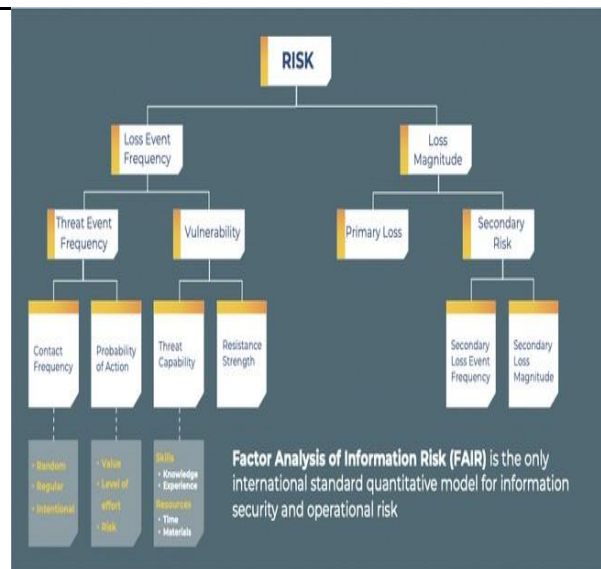 RISK
Loss Event
Frequency
Loss
Magnitude
Threat Event
Frequency
Vulnerability
Primary Loss
Secondary
Risk
Contact
Frequency
Probability
of Action
Threat
Capability
Resistance
Strength
Secondary
Loss Event
Frequency
Secondary
Loss
Magnitude
• Random
• Regular
• Intentional
• Value
• Level of
effort
• Risk
Skills
• Knowledge
• Experience
Resources
• Time
• Materials
Factor Analysis of Information Risk (FAIR) is the only
international standard quantitative model for information
security and operational risk